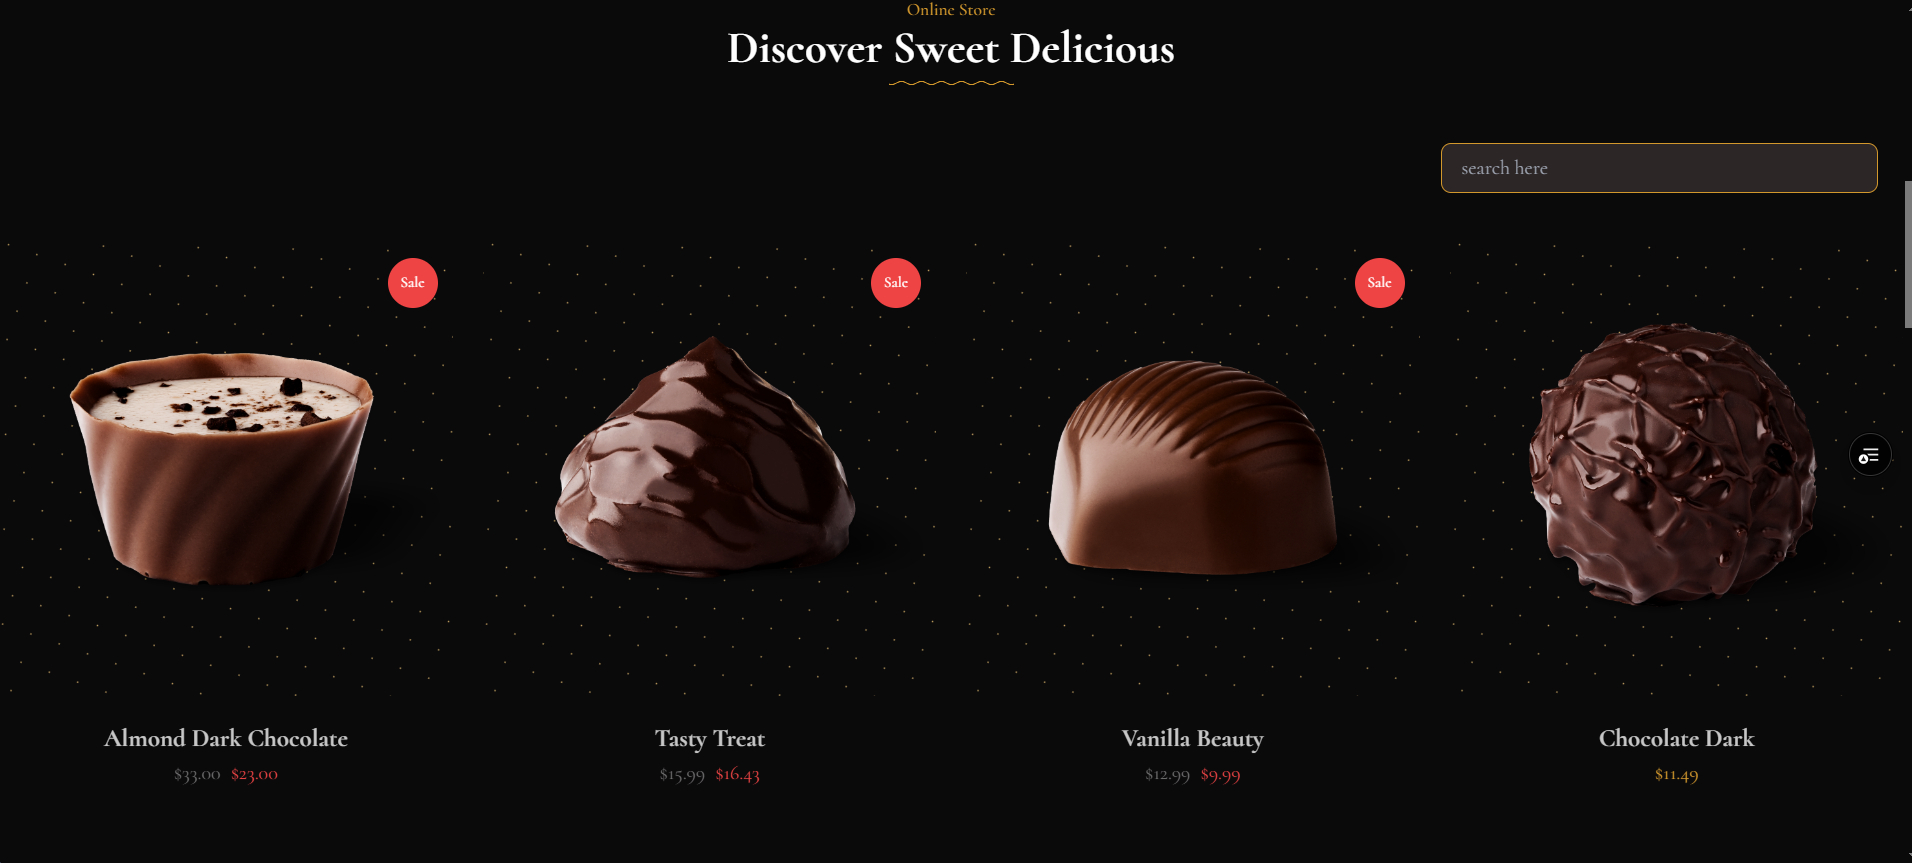 Online Store
Discover Sweet Delicious
search here
Sale
Sale
Sale
Almond Dark Chocolate
$33.00 $23.00
Tasty Treat
$15.99 $16.43
Vanilla Beauty
$12.99 $9.99
Chocolate Dark
$11.49